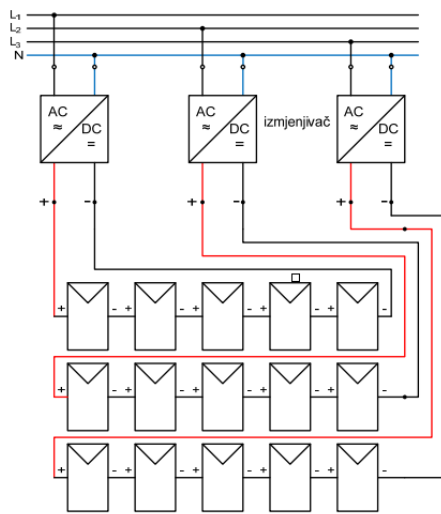 L₁
L₂
L₃
N
AC ≈ DC = AC ≈ DC = izmjenjivač AC ≈ DC =
+ - + - + -
+ - + - + - + - + -
+ - + - + - + - + -
+ - + - + - + - + -